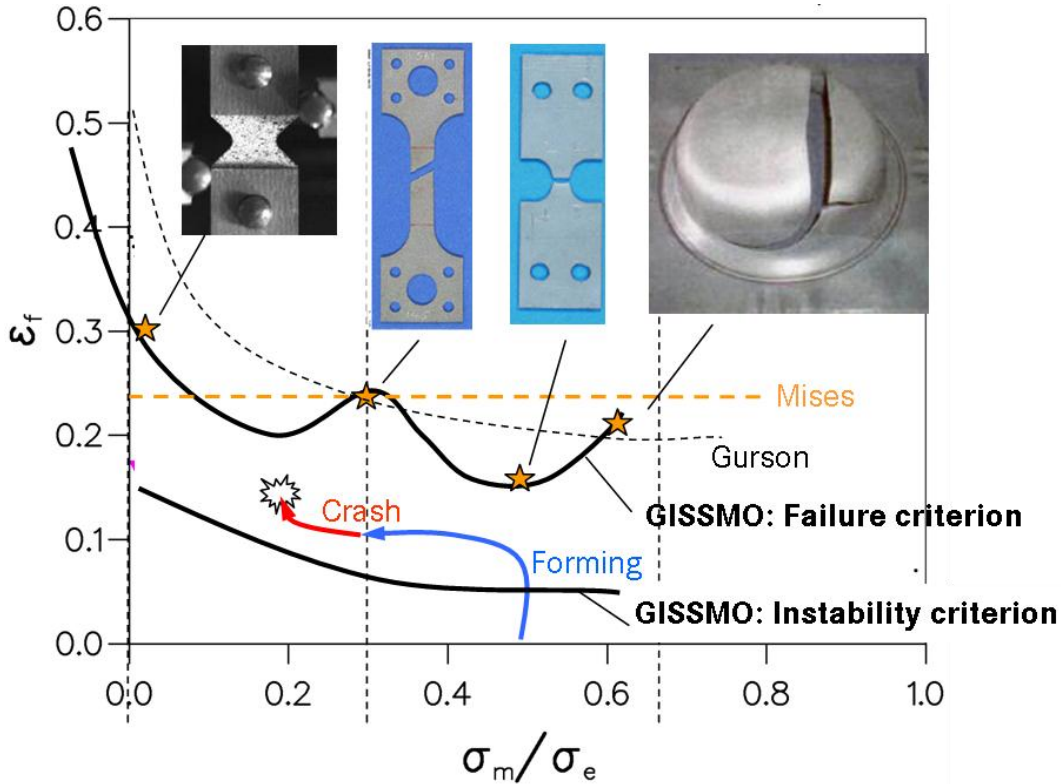 0.6
0.5
0.4
0.3
0.2
0.1
0.0
εf
Mises
Gurson
GISSMO: Failure criterion
Crash
Forming
GISSMO: Instability criterion
0.0 0.2 0.4 0.6 0.8 1.0
σm/σe